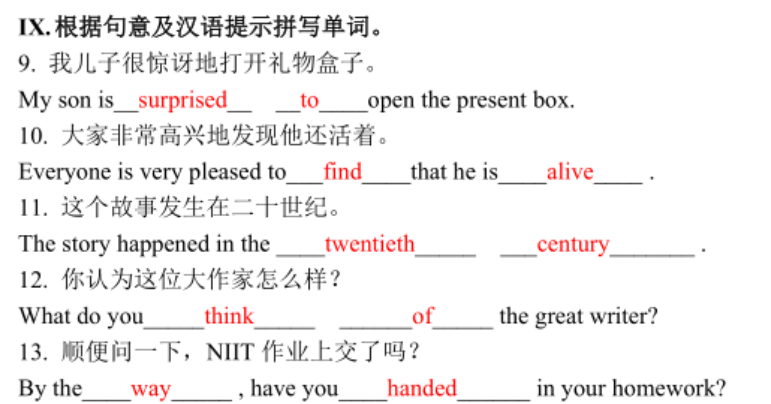 IX. 根据句意及汉语提示拼写单词。
9. 我儿子很惊讶地打开礼物盒子。
My son is__surprised__ __to____open the present box.
10. 大家非常高兴地发现他还活着。
Everyone is very pleased to___find____that he is____alive____ .
11. 这个故事发生在二十世纪。
The story happened in the ____twentieth_____ ___century_______ .
12. 你认为这位大作家怎么样?
What do you_____think_____ ______of_____ the great writer?
13. 顺便问一下，NIIT 作业上交了吗?
By the____way_____ , have you____handed______ in your homework?